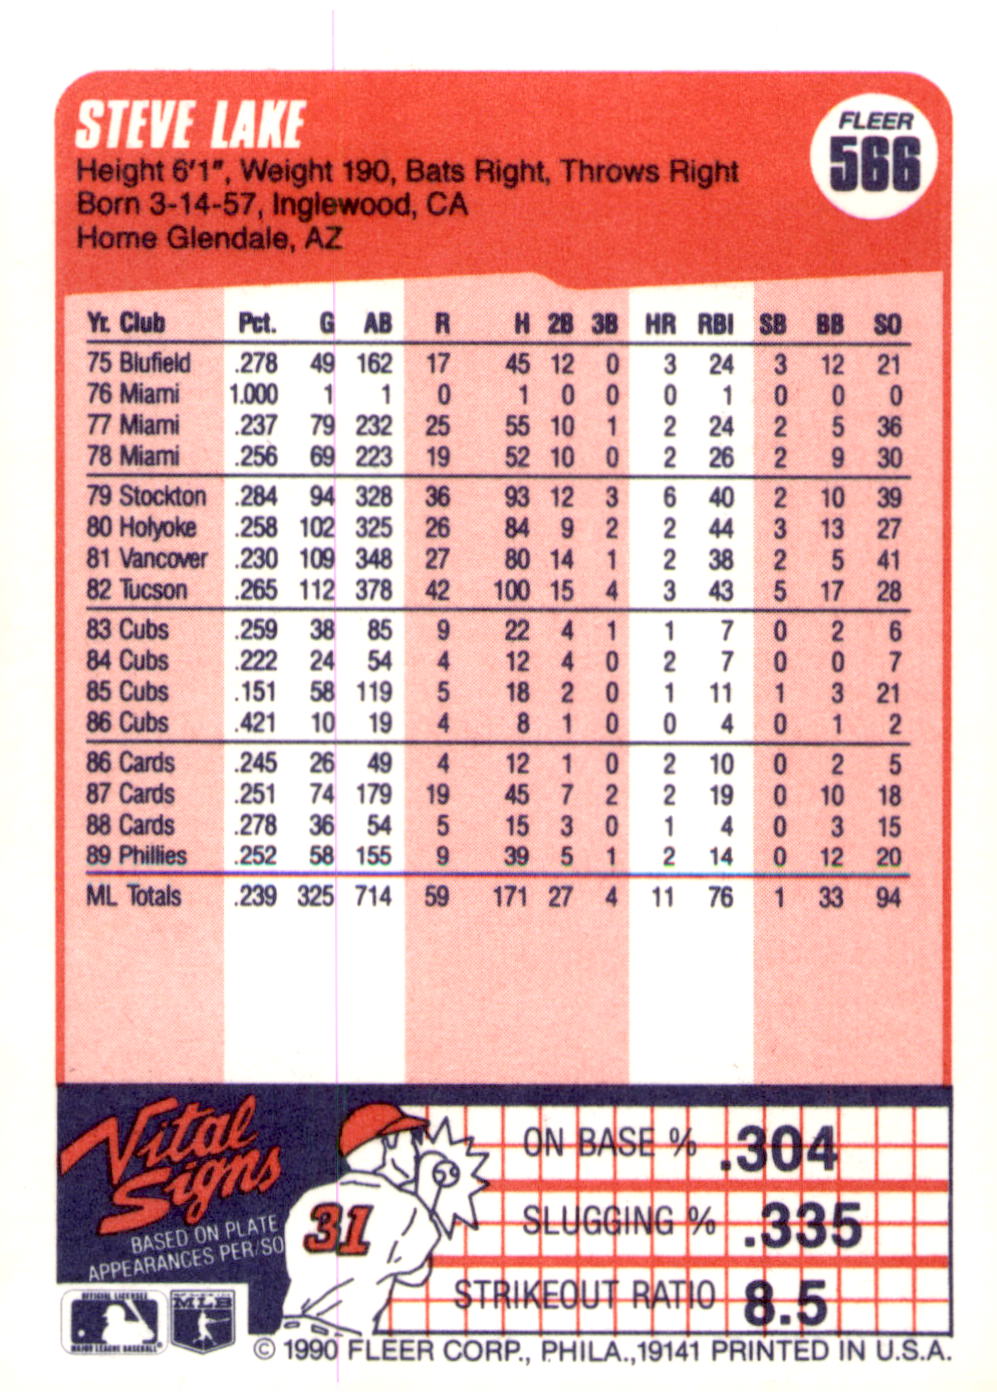 STEVE LAKE
Height 6'1", Weight 190, Bats Right, Throws Right
Born 3-14-57, Inglewood, CA
Home Glendale, AZ
FLEER
566
Yr. Club Pct. G AB R H 2B 3B HR RBI SB BB SO
75 Blufield .278 49 162 17 45 12 0 3 24 3 12 21
76 Miami 1.000 1 1 0 1 0 0 0 1 0 0 0
77 Miami .237 79 232 25 55 10 1 2 24 2 5 36
78 Miami .256 69 223 19 52 10 0 2 26 2 9 30
79 Stockton .284 94 328 36 93 12 3 6 40 2 10 39
80 Holyoke .258 102 325 26 84 9 2 2 44 3 13 27
81 Vancover .230 109 348 27 80 14 1 2 38 2 5 41
82 Tucson .265 112 378 42 100 15 4 3 43 5 17 28
83 Cubs .259 38 85 9 22 4 1 1 7 0 2 6
84 Cubs .222 24 54 4 12 4 0 2 7 0 0 7
85 Cubs .151 58 119 5 18 2 0 1 11 1 3 21
86 Cubs .421 10 19 4 8 1 0 0 4 0 1 2
86 Cards .245 26 49 4 12 1 0 2 10 0 2 5
87 Cards .251 74 179 19 45 7 2 2 19 0 10 18
88 Cards .278 36 54 5 15 3 0 1 4 0 3 15
89 Phillies .252 58 155 9 39 5 1 2 14 0 12 20
ML Totals .239 325 714 59 171 27 4 11 76 1 33 94
Vital
Signs
BASED ON PLATE
APPEARANCES PER/SO
31
ON BASE % .304
SLUGGING % .335
STRIKEOUT RATIO 8.5
OFFICIAL LICENSEE
MAJOR LEAGUE BASEBALL®
MLB
© 1990 FLEER CORP., PHILA.,19141 PRINTED IN U.S.A.